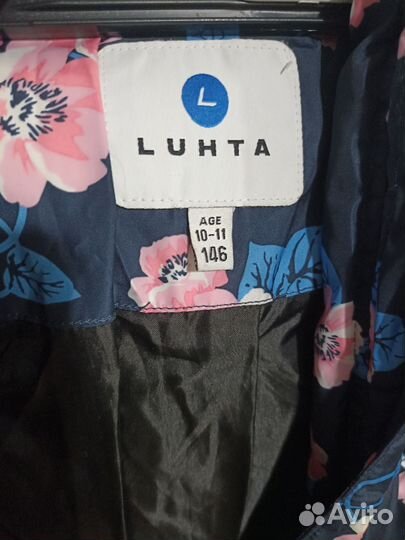 L
LUHTA
AGE
10-11
146
Avito